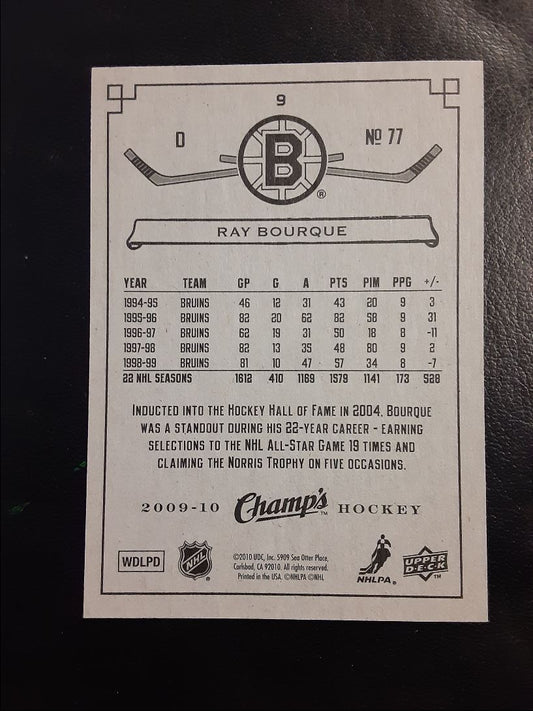 9
D B № 77
®
RAY BOURQUE
YEAR TEAM GP G A PTS PIM PPG +/-
1994-95 BRUINS 46 12 31 43 20 9 3
1995-96 BRUINS 82 20 62 82 58 9 31
1996-97 BRUINS 62 19 31 50 18 8 -11
1997-98 BRUINS 82 13 35 48 80 9 2
1998-99 BRUINS 81 10 47 57 34 8 -7
22 NHL SEASONS 1612 410 1169 1579 1141 173 528
INDUCTED INTO THE HOCKEY HALL OF FAME IN 2004, BOURQUE
WAS A STANDOUT DURING HIS 22-YEAR CAREER - EARNING
SELECTIONS TO THE NHL ALL-STAR GAME 19 TIMES AND
CLAIMING THE NORRIS TROPHY ON FIVE OCCASIONS.
2009-10 Champ's™ HOCKEY
WDLPD NHL ®
©2010 UDC, Inc. 5909 Sea Otter Place,
Carlsbad, CA 92010. All rights reserved.
Printed in the USA. ©NHLPA ©NHL
NHLPA®
UPPER
D·E·C·K™